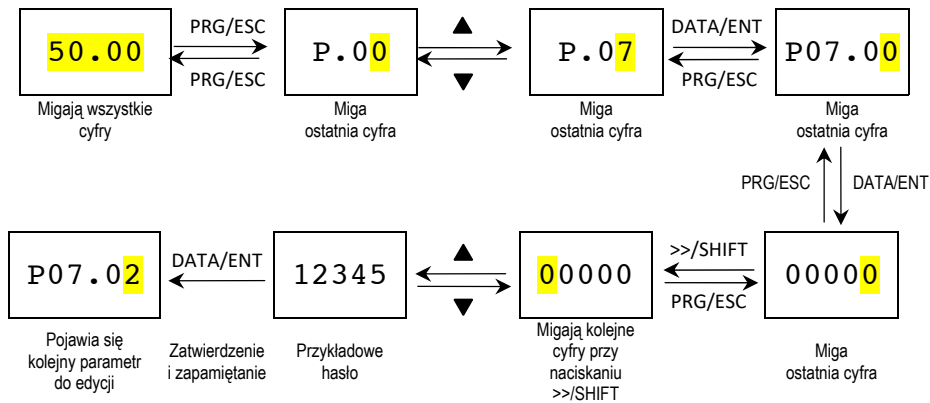 50.00
PRG/ESC
PRG/ESC
P.00
P.07
DATA/ENT
PRG/ESC
P07.00
Migają wszystkie
cyfry
Miga
ostatnia cyfra
Miga
ostatnia cyfra
Miga
ostatnia cyfra
PRG/ESC
DATA/ENT
P07.02
DATA/ENT
12345
00000
>>/SHIFT
PRG/ESC
00000
Pojawia się
kolejny parametr
do edycji
Zatwierdzenie
i zapamiętanie
Przykładowe
hasło
Migają kolejne
cyfry przy
naciskaniu
>>/SHIFT
Miga
ostatnia cyfra